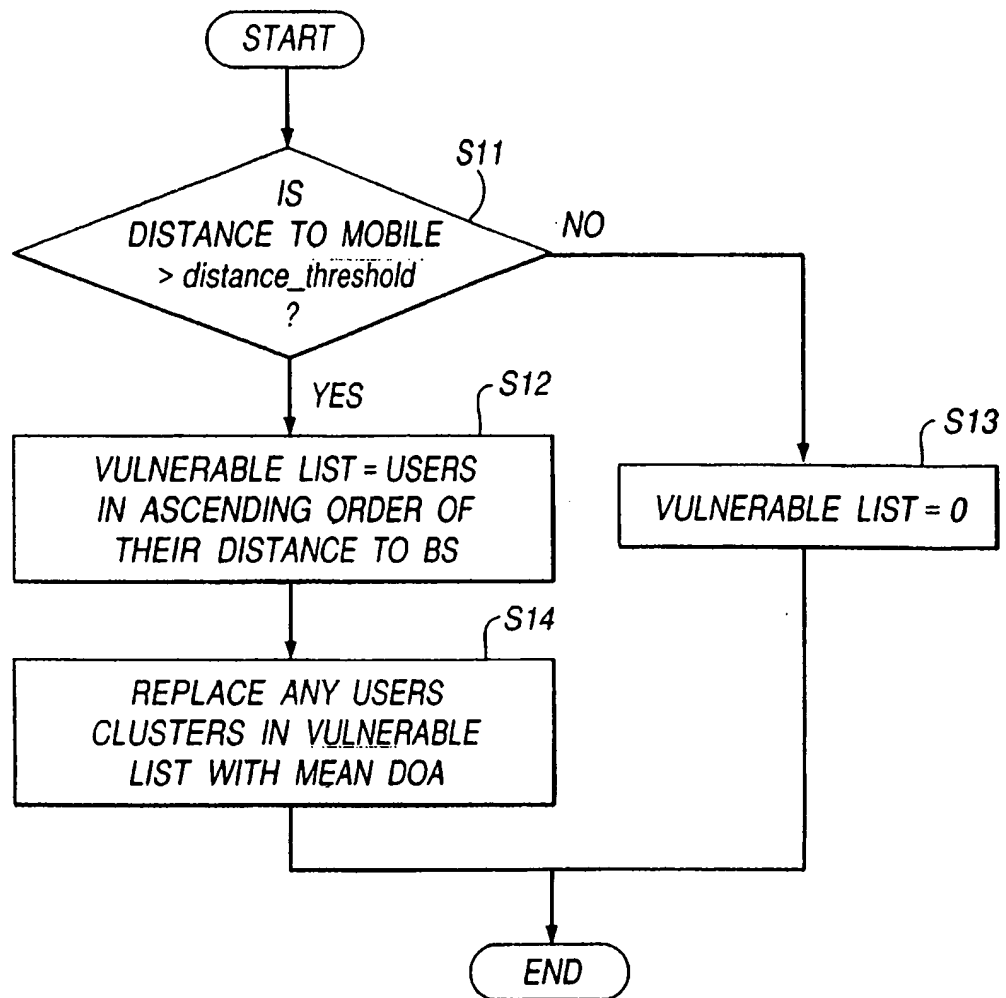 START
S11
IS
DISTANCE TO MOBILE
> distance_threshold
?
NO
YES
S12
VULNERABLE LIST = USERS
IN ASCENDING ORDER OF
THEIR DISTANCE TO BS
S13
VULNERABLE LIST = 0
S14
REPLACE ANY USERS
CLUSTERS IN VULNERABLE
LIST WITH MEAN DOA
END